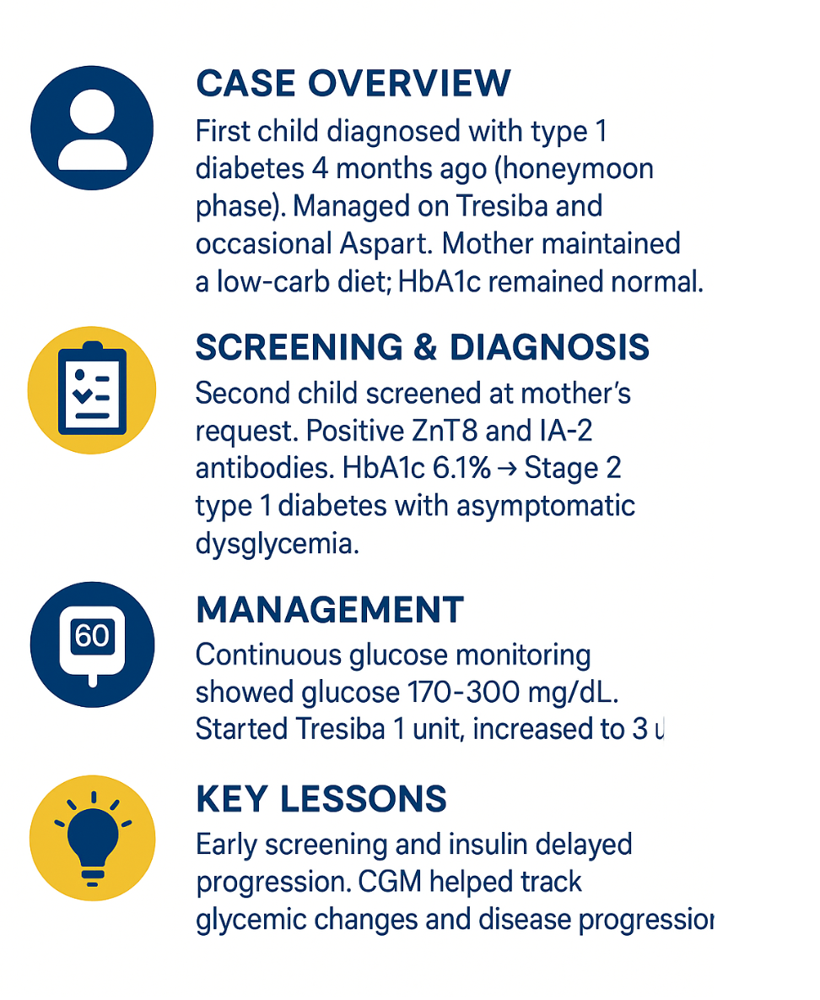 CASE OVERVIEW
First child diagnosed with type 1
diabetes 4 months ago (honeymoon
phase). Managed on Tresiba and
occasional Aspart. Mother maintained
a low-carb diet; HbA1c remained normal.
SCREENING & DIAGNOSIS
Second child screened at mother's
request. Positive ZnT8 and IA-2
antibodies. HbA1c 6.1% → Stage 2
type 1 diabetes with asymptomatic
dysglycemia.
60
MANAGEMENT
Continuous glucose monitoring
showed glucose 170-300 mg/dL.
Started Tresiba 1 unit, increased to 3
KEY LESSONS
Early screening and insulin delayed
progression. CGM helped track
glycemic changes and disease progression